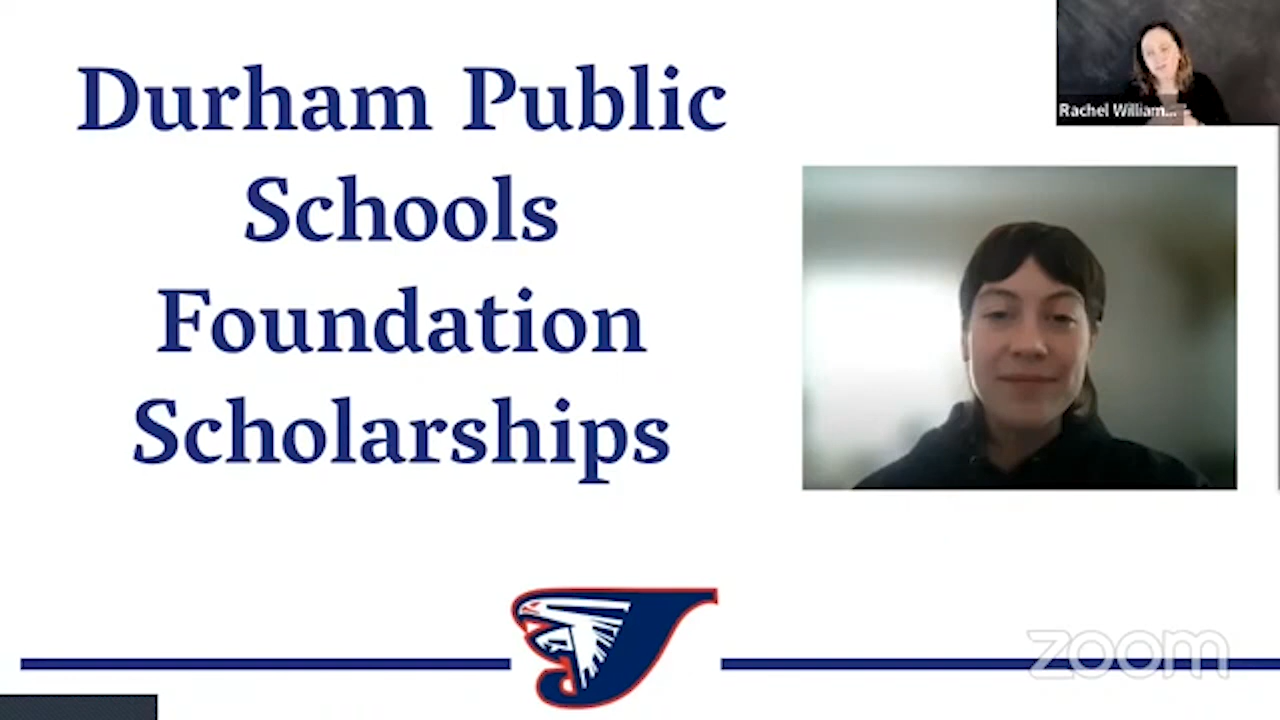 Durham Public
Schools
Foundation
Scholarships
Rachel William...
zoom